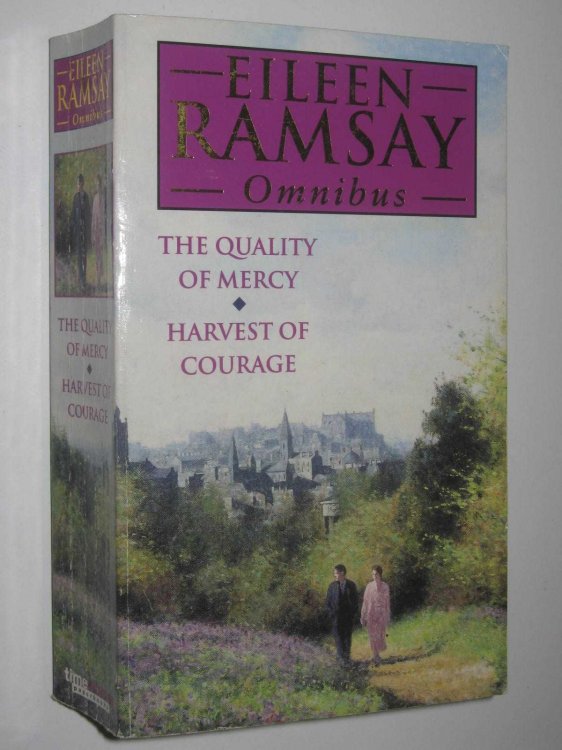 EILEEN
RAMSAY
Omnibus
THE QUALITY
OF MERCY
HARVEST OF
COURAGE
EILEEN
RAMSAY
Omnibus
THE QUALITY
OF MERCY
HARVEST OF
COURAGE
time